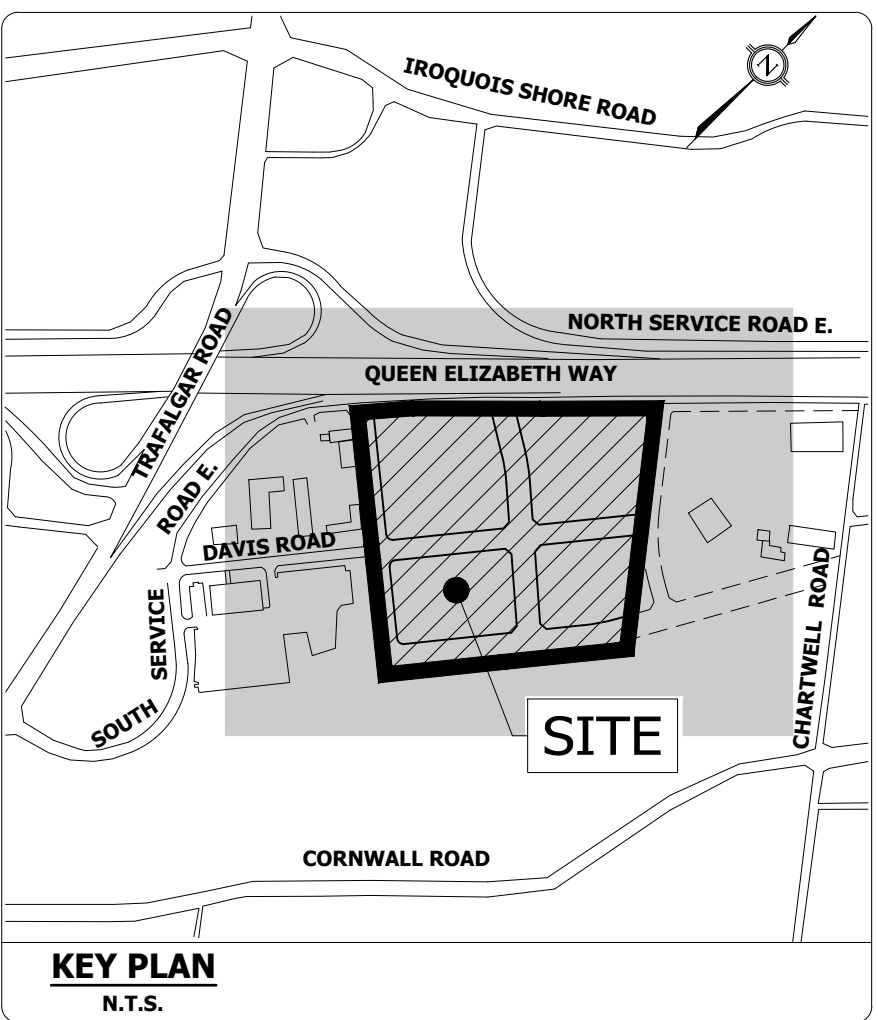 IROQUOIS SHORE ROAD
N
NORTH SERVICE ROAD E.
TRAFALGAR ROAD
QUEEN ELIZABETH WAY
SOUTH SERVICE ROAD E.
DAVIS ROAD
CHARTWELL ROAD
SITE
CORNWALL ROAD
KEY PLAN
N.T.S.